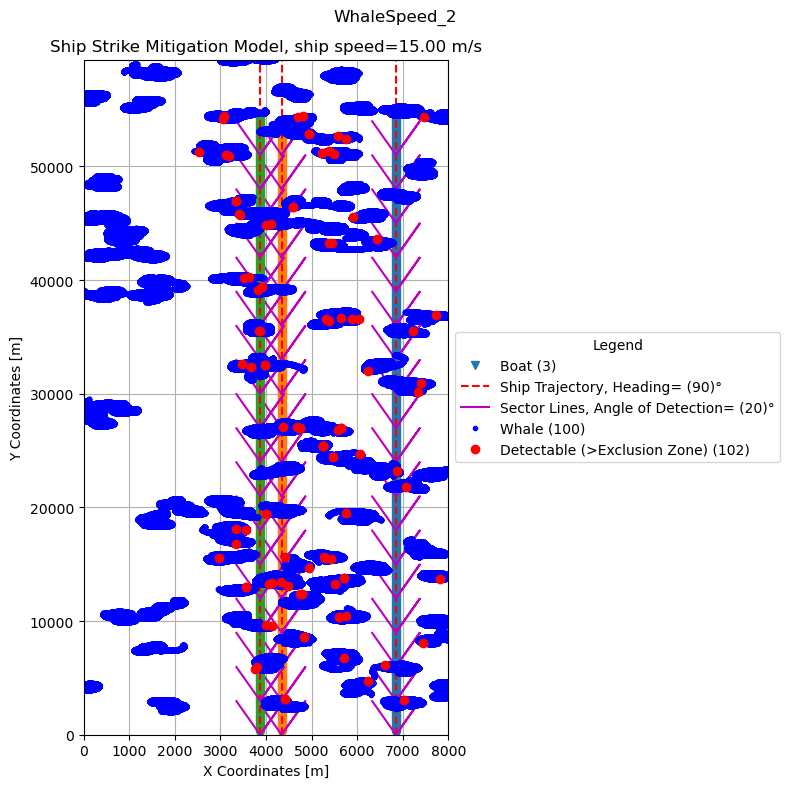 WhaleSpeed_2
Ship Strike Mitigation Model, ship speed=15.00 m/s
50000
40000
30000
20000
10000
0
Y Coordinates [m]
0 1000 2000 3000 4000 5000 6000 7000 8000
X Coordinates [m]
Legend
Boat (3)
Ship Trajectory, Heading= (90)°
Sector Lines, Angle of Detection= (20)°
Whale (100)
Detectable (>Exclusion Zone) (102)